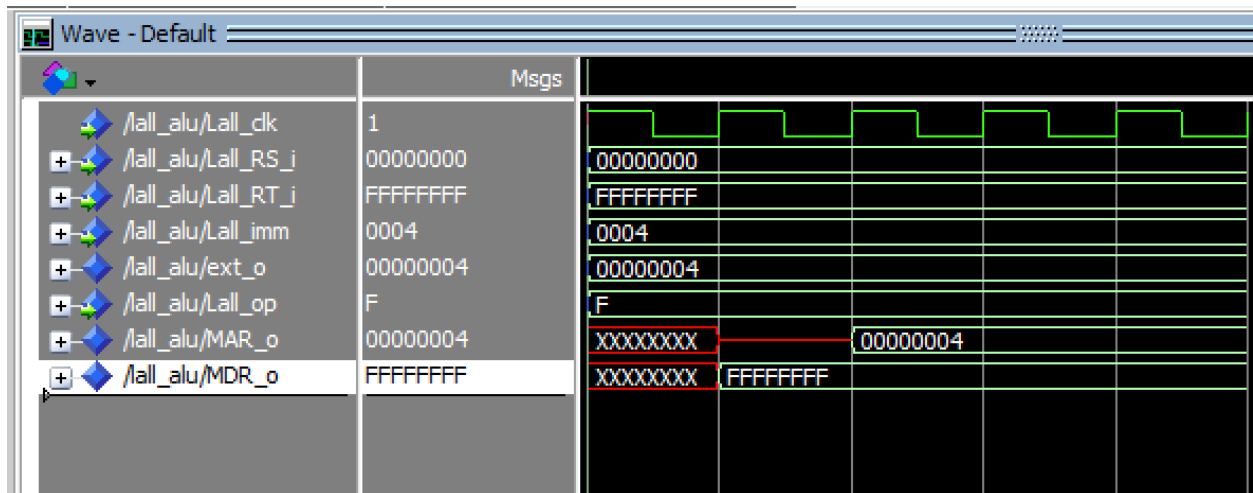 Wave - Default
Msgs
/lall_alu/Lall_clk 1
/lall_alu/Lall_RS_i 00000000 00000000
/lall_alu/Lall_RT_i FFFFFFFF FFFFFFFF
/lall_alu/Lall_imm 0004 0004
/lall_alu/ext_o 00000004 00000004
/lall_alu/Lall_op F F
/lall_alu/MAR_o 00000004 XXXXXXXX 00000004
/lall_alu/MDR_o FFFFFFFF XXXXXXXX FFFFFFFF